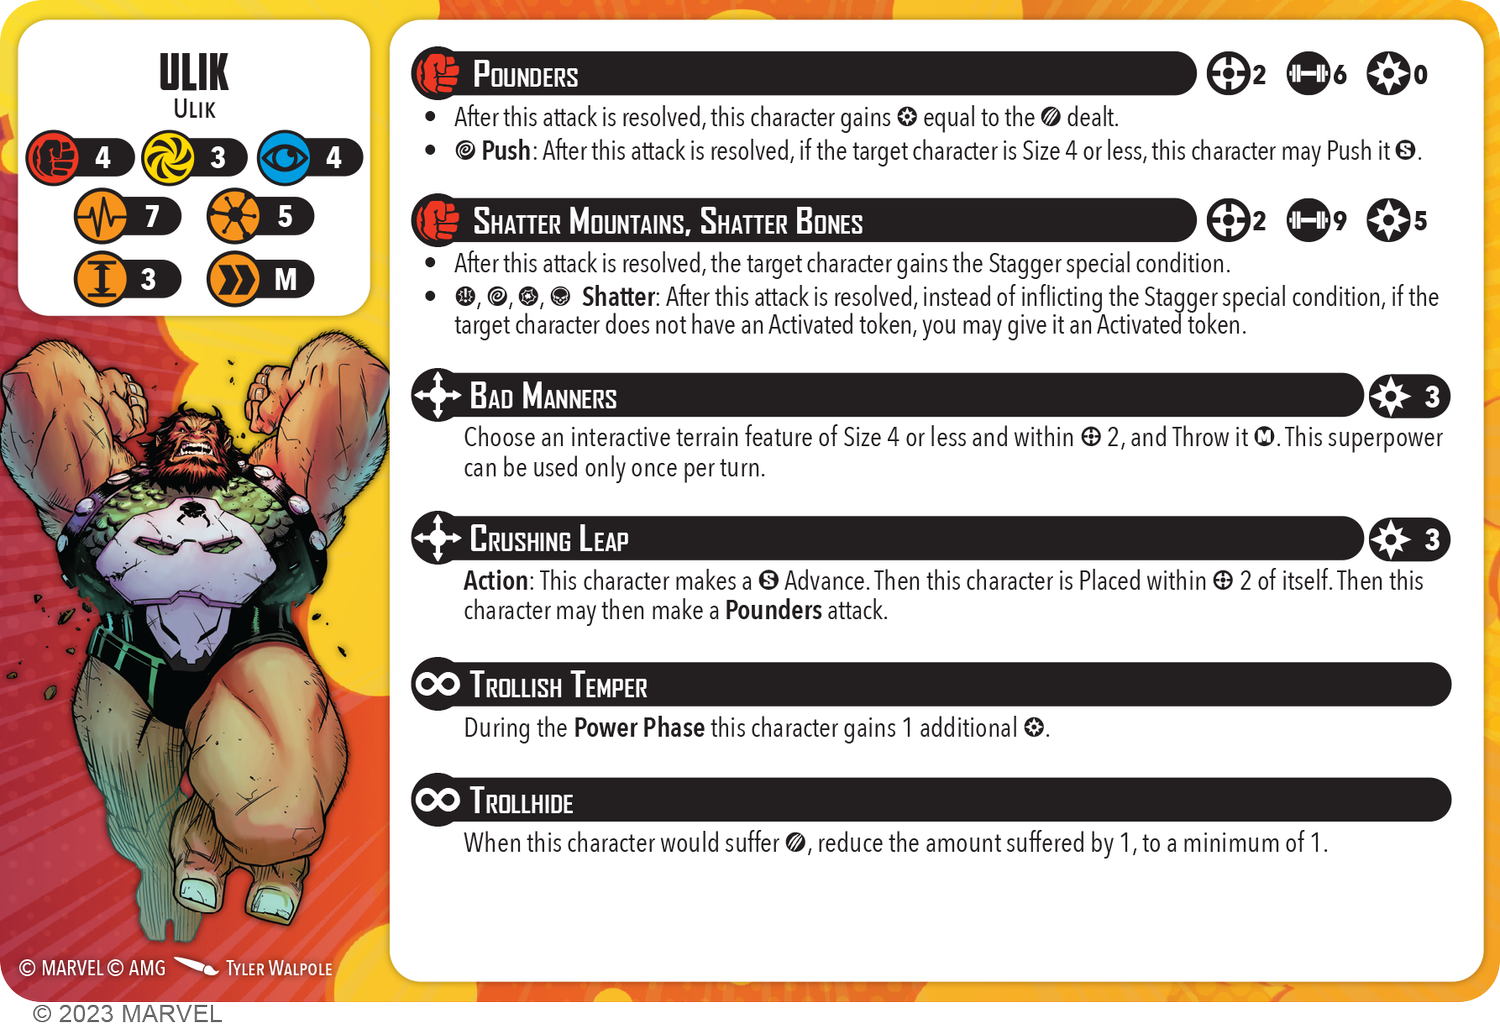 ULIK
ULIK
4 3 4
7 5
3 M
POUNDERS 2 6 0
• After this attack is resolved, this character gains equal to the dealt.
• Push: After this attack is resolved, if the target character is Size 4 or less, this character may Push it S.
SHATTER MOUNTAINS, SHATTER BONES 2 9 5
• After this attack is resolved, the target character gains the Stagger special condition.
• , , , Shatter: After this attack is resolved, instead of inflicting the Stagger special condition, if the
target character does not have an Activated token, you may give it an Activated token.
BAD MANNERS 3
Choose an interactive terrain feature of Size 4 or less and within 2, and Throw it M. This superpower
can be used only once per turn.
CRUSHING LEAP 3
Action: This character makes a S Advance. Then this character is Placed within 2 of itself. Then this
character may then make a Pounders attack.
TROLLISH TEMPER
During the Power Phase this character gains 1 additional .
TROLLHIDE
When this character would suffer , reduce the amount suffered by 1, to a minimum of 1.
© MARVEL © AMG TYLER WALPOLE
© 2023 MARVEL